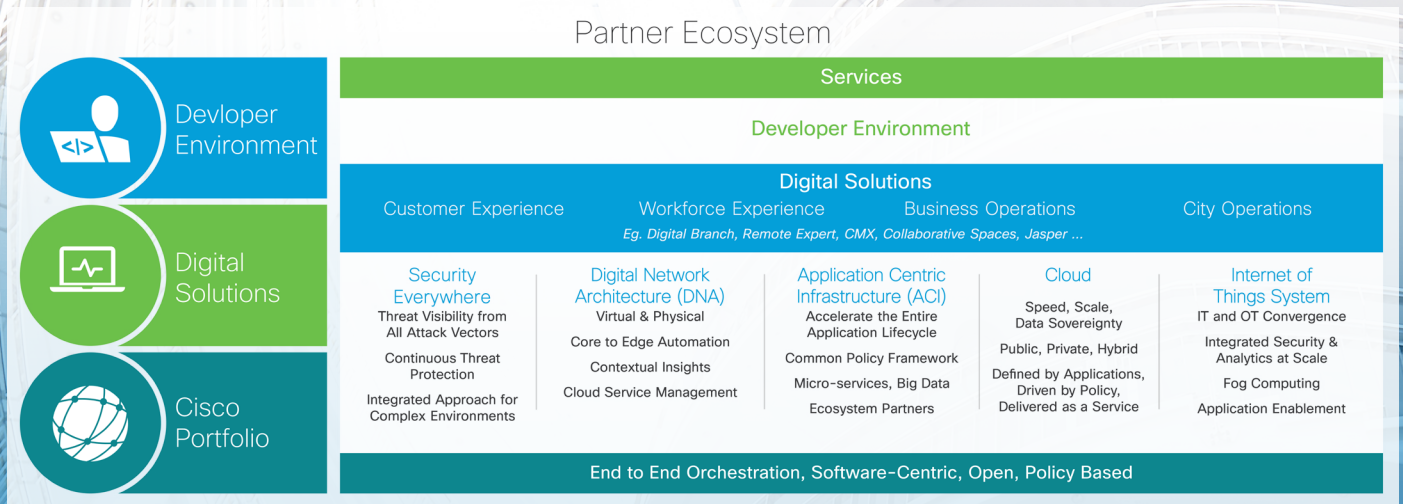 Partner Ecosystem
Devloper
Environment
</>
Digital
Solutions
Cisco
Portfolio
Services
Developer Environment
Digital Solutions
Customer Experience
Workforce Experience
Business Operations
City Operations
Eg. Digital Branch, Remote Expert, CMX, Collaborative Spaces, Jasper ...
Security
Everywhere
Threat Visibility from
All Attack Vectors
Continuous Threat
Protection
Integrated Approach for
Complex Environments
Digital Network
Architecture (DNA)
Virtual & Physical
Core to Edge Automation
Contextual Insights
Cloud Service Management
Application Centric
Infrastructure (ACI)
Accelerate the Entire
Application Lifecycle
Common Policy Framework
Micro-services, Big Data
Ecosystem Partners
Cloud
Speed, Scale,
Data Sovereignty
Public, Private, Hybrid
Defined by Applications,
Driven by Policy,
Delivered as a Service
Internet of
Things System
IT and OT Convergence
Integrated Security &
Analytics at Scale
Fog Computing
Application Enablement
End to End Orchestration, Software-Centric, Open, Policy Based